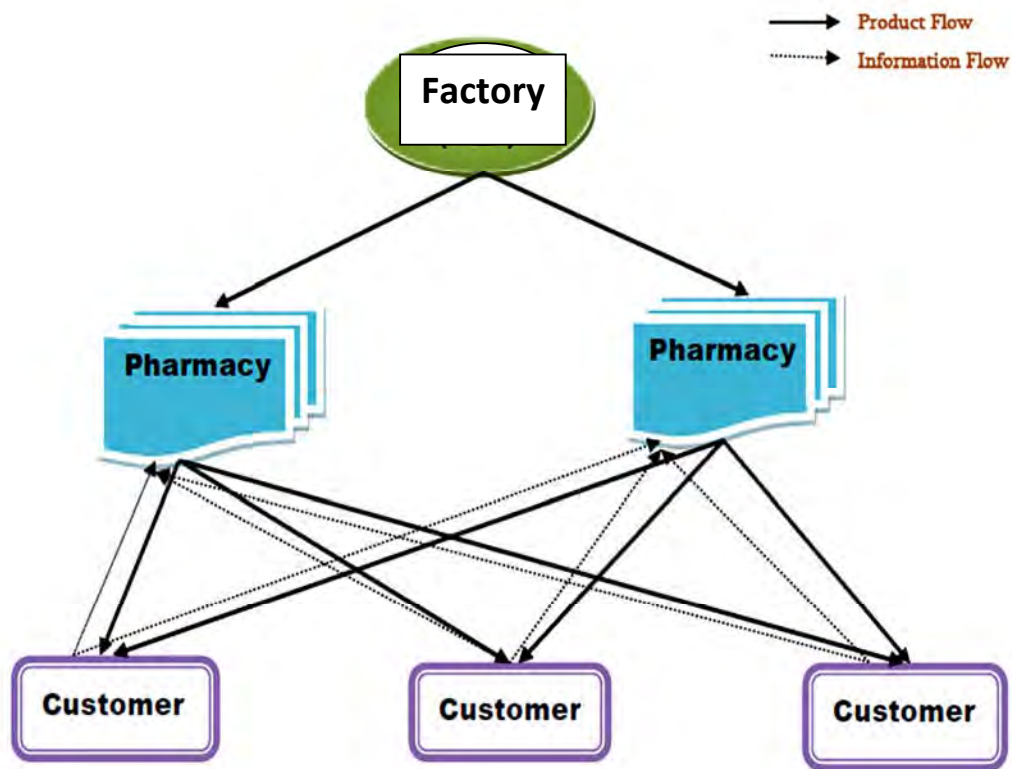 Product Flow
Information Flow
Factory
Pharmacy
Pharmacy
Customer
Customer
Customer